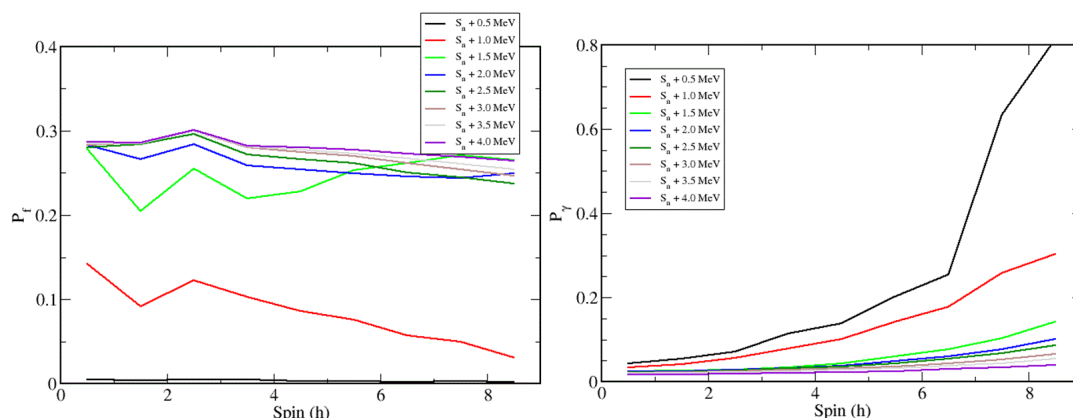 S_n + 0.5 MeV
S_n + 1.0 MeV
S_n + 1.5 MeV
S_n + 2.0 MeV
S_n + 2.5 MeV
S_n + 3.0 MeV
S_n + 3.5 MeV
S_n + 4.0 MeV
0.4
0.3
0.2
0.1
0
P_f
0 2 4 6 8
Spin (h)
S_n + 0.5 MeV
S_n + 1.0 MeV
S_n + 1.5 MeV
S_n + 2.0 MeV
S_n + 2.5 MeV
S_n + 3.0 MeV
S_n + 3.5 MeV
S_n + 4.0 MeV
0.8
0.6
0.4
0.2
0
P_γ
0 2 4 6 8
Spin (h)